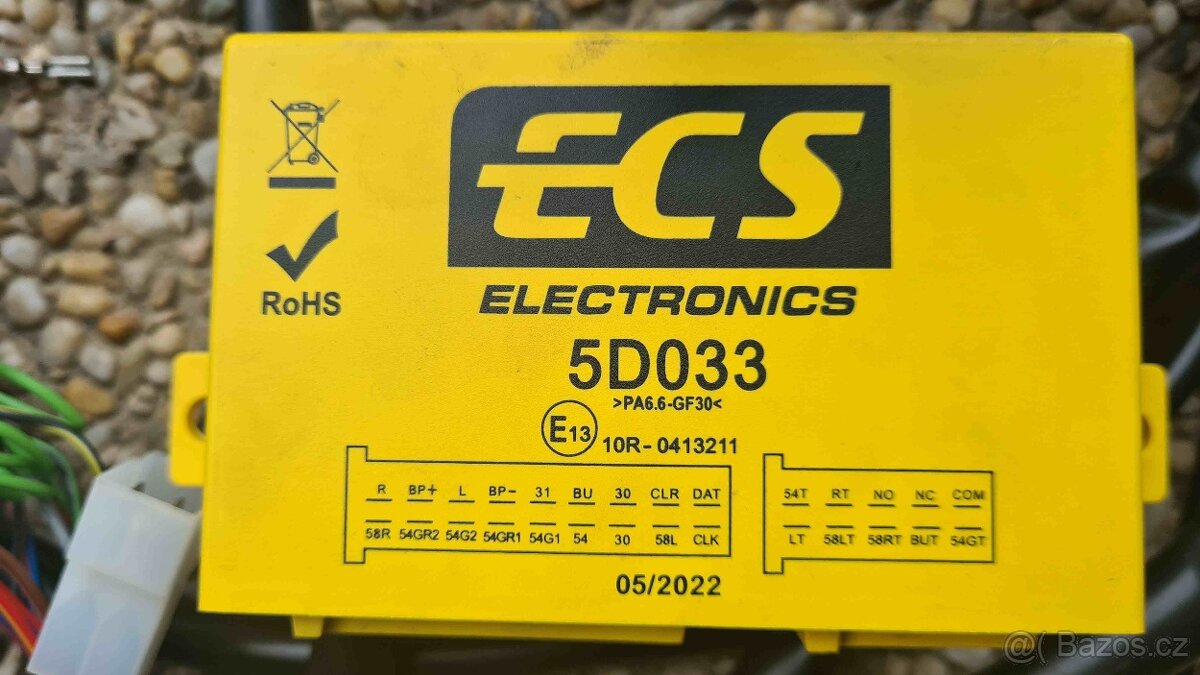 ECS
ELECTRONICS
RoHS
5D033
>PA6.6-GF30<
E13 10R-0413211
R BP+ L BP- 31 BU 30 CLR DAT
58R 54GR2 54G2 54GR1 54G1 54 30 58L CLK
54T RT NO NC COM
LT 58LT 58RT BUT 54GT
05/2022
@( Bazos.cz